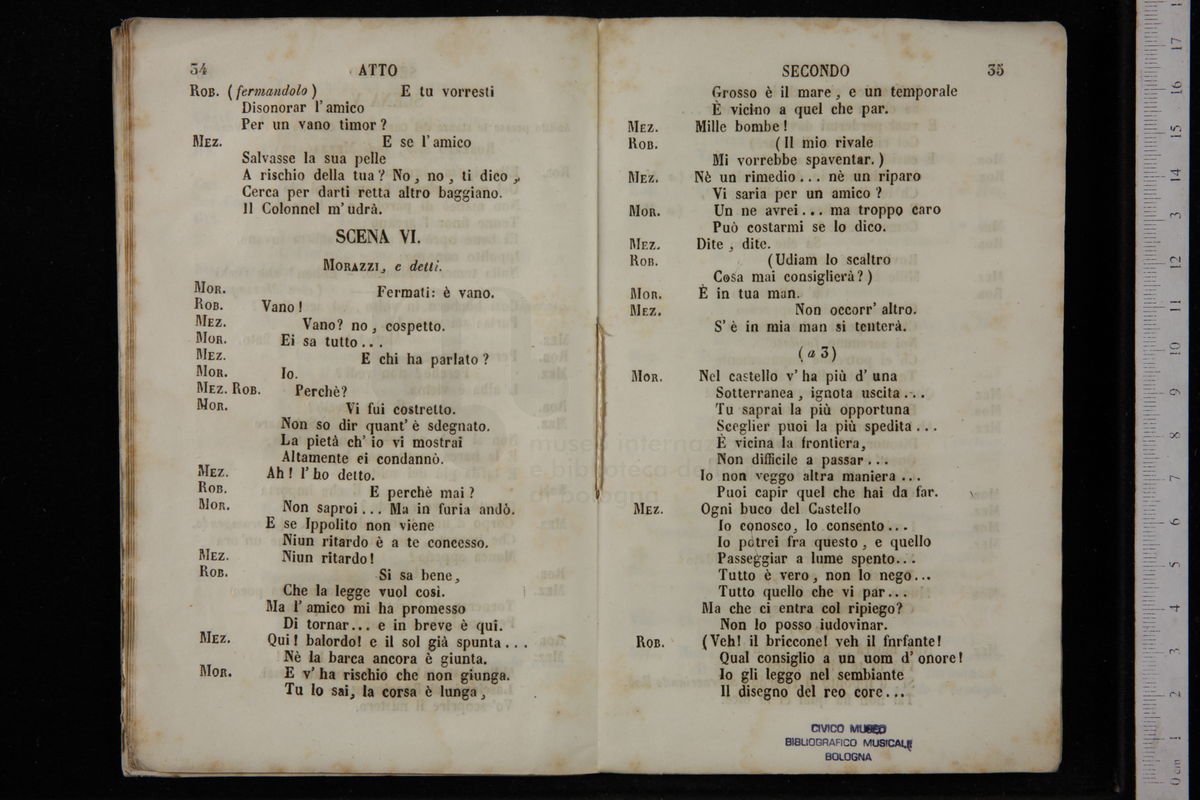 34 ATTO
ROB. (fermandolo) E tu vorresti
Disonorar l'amico
Per un vano timor?
MEZ. E se l'amico
Salvasse la sua pelle
A rischio della tua? No, no, ti dico,
Cerca per darti retta altro baggiano.
Il Colonnel m'udrà.
SCENA VI.
MORAZZI, e detti.
MOR. Fermati: è vano.
ROB. Vano!
MEZ. Vano? no, cospetto.
MOR. Ei sa tutto...
MEZ. E chi ha parlato?
MOR. Io.
MEZ. ROB. Perchè?
MOR. Vi fui costretto.
Non so dir quant'è sdegnato.
La pietà ch'io vi mostrai
Altamente ei condannò.
MEZ. Ah! l'ho detto.
ROB. E perchè mai?
MOR. Non saproi... Ma in furia andò.
E se Ippolito non viene
Niun ritardo è a te concesso.
MEZ. Niun ritardo!
ROB. Si sa bene,
Che la legge vuol così.
Ma l'amico mi ha promesso
Di tornar... e in breve è qui.
MEZ. Qui! balordo! e il sol già spunta...
Nè la barca ancora è giunta.
MOR. E v'ha rischio che non giunga.
Tu lo sai, la corsa è lunga,
SECONDO 35
Grosso è il mare, e un temporale
È vicino a quel che par.
MEZ. Mille bombe!
ROB. (Il mio rivale
Mi vorrebbe spaventar.)
MEZ. Nè un rimedio... nè un riparo
Vi saria per un amico?
MOR. Un ne avrei... ma troppo caro
Può costarmi se lo dico.
MEZ. Dite, dite.
ROB. (Udiam lo scaltro
Cosa mai consiglierà?)
MOR. È in tua man.
MEZ. Non occorr'altro.
S'è in mia man si tenterà.
(a 3)
MOR. Nel castello v'ha più d'una
Sotterranea, ignota uscita...
Tu saprai la più opportuna
Sceglier puoi la più spedita...
È vicina la frontiera,
Non difficile a passar...
Io non veggo altra maniera...
Puoi capir quel che hai da far.
MEZ. Ogni buco del Castello
Io conosco, lo consento...
Io potrei fra questo, e quello
Passeggiar a lume spento...
Tutto è vero, non lo nego...
Tutto quello che vi par...
Ma che ci entra col ripiego?
Non lo posso iudovinar.
ROB. (Veh! il briccone! veh il fnrfante!
Qual consiglio a un uom d'onore!
Io gli leggo nel sembiante
Il disegno del reo core...
CIVICO MUSEO
BIBLIOGRAFICO MUSICALE
BOLOGNA